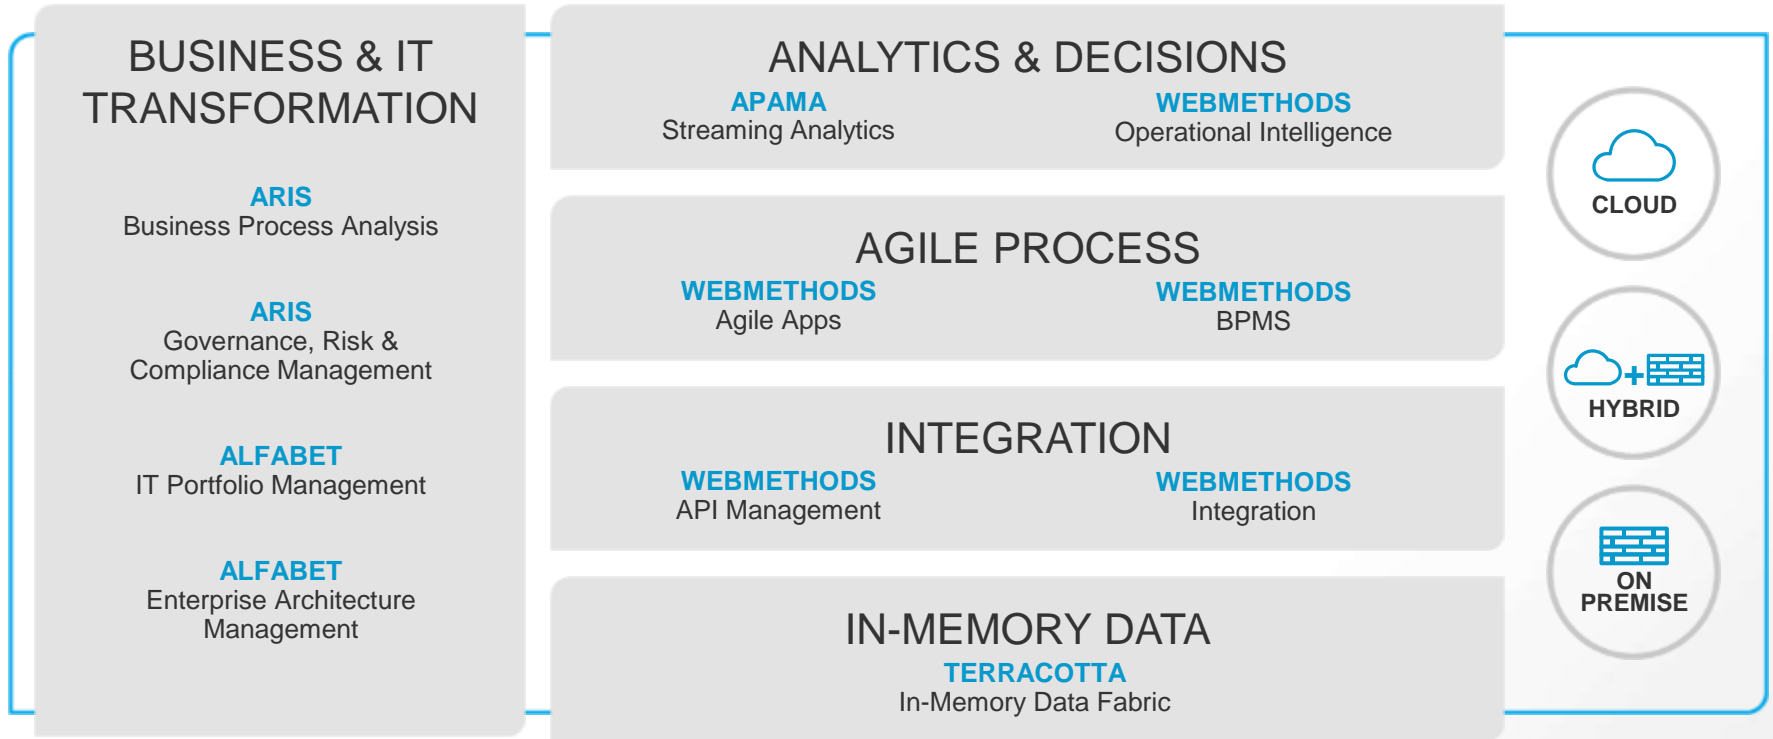 BUSINESS & IT
TRANSFORMATION
ARIS
Business Process Analysis
ARIS
Governance, Risk &
Compliance Management
ALFABET
IT Portfolio Management
ALFABET
Enterprise Architecture
Management
ANALYTICS & DECISIONS
APAMA
Streaming Analytics
WEBMETHODS
Operational Intelligence
AGILE PROCESS
WEBMETHODS
Agile Apps
WEBMETHODS
BPMS
INTEGRATION
WEBMETHODS
API Management
WEBMETHODS
Integration
IN-MEMORY DATA
TERRACOTTA
In-Memory Data Fabric
CLOUD
+
HYBRID
ON
PREMISE